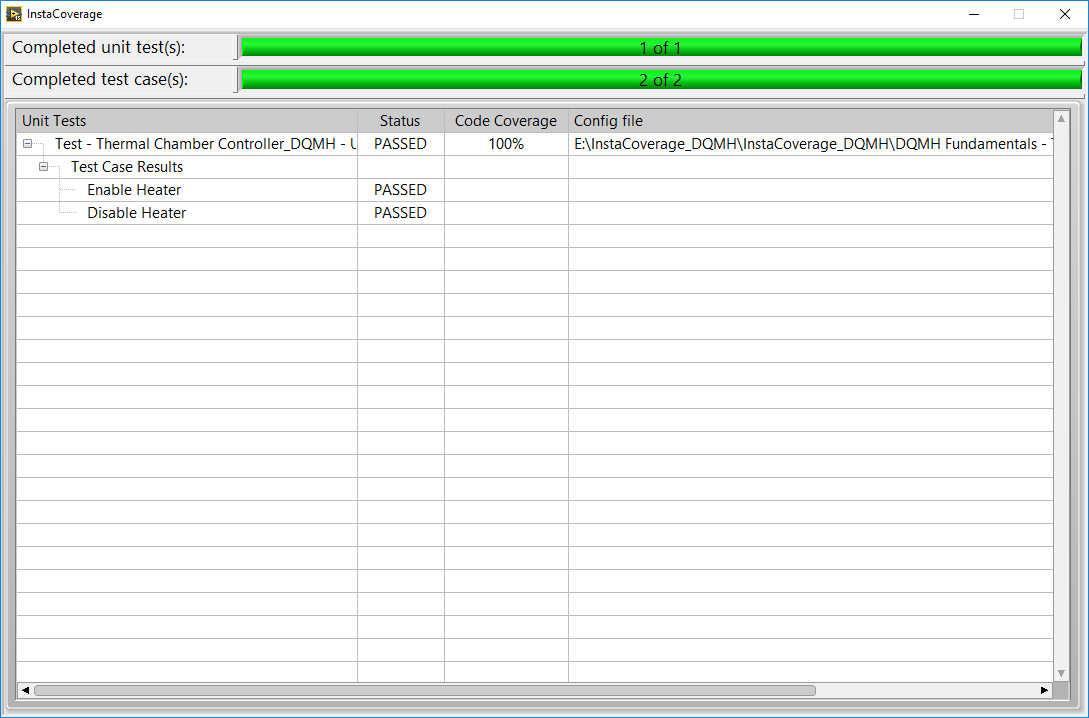 InstaCoverage
Completed unit test(s): 1 of 1
Completed test case(s): 2 of 2
Unit Tests Status Code Coverage Config file
Test - Thermal Chamber Controller_DQMH - U PASSED 100% E:\InstaCoverage_DQMH\InstaCoverage_DQMH\DQMH Fundamentals -
Test Case Results
Enable Heater PASSED
Disable Heater PASSED